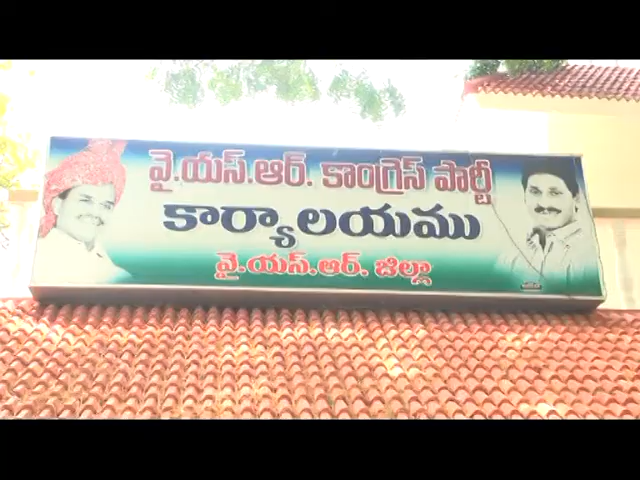 వై.యస్.ఆర్. కాంగ్రెస్ పార్టీ
కార్యాలయము
వై.యస్.ఆర్. జిల్లా